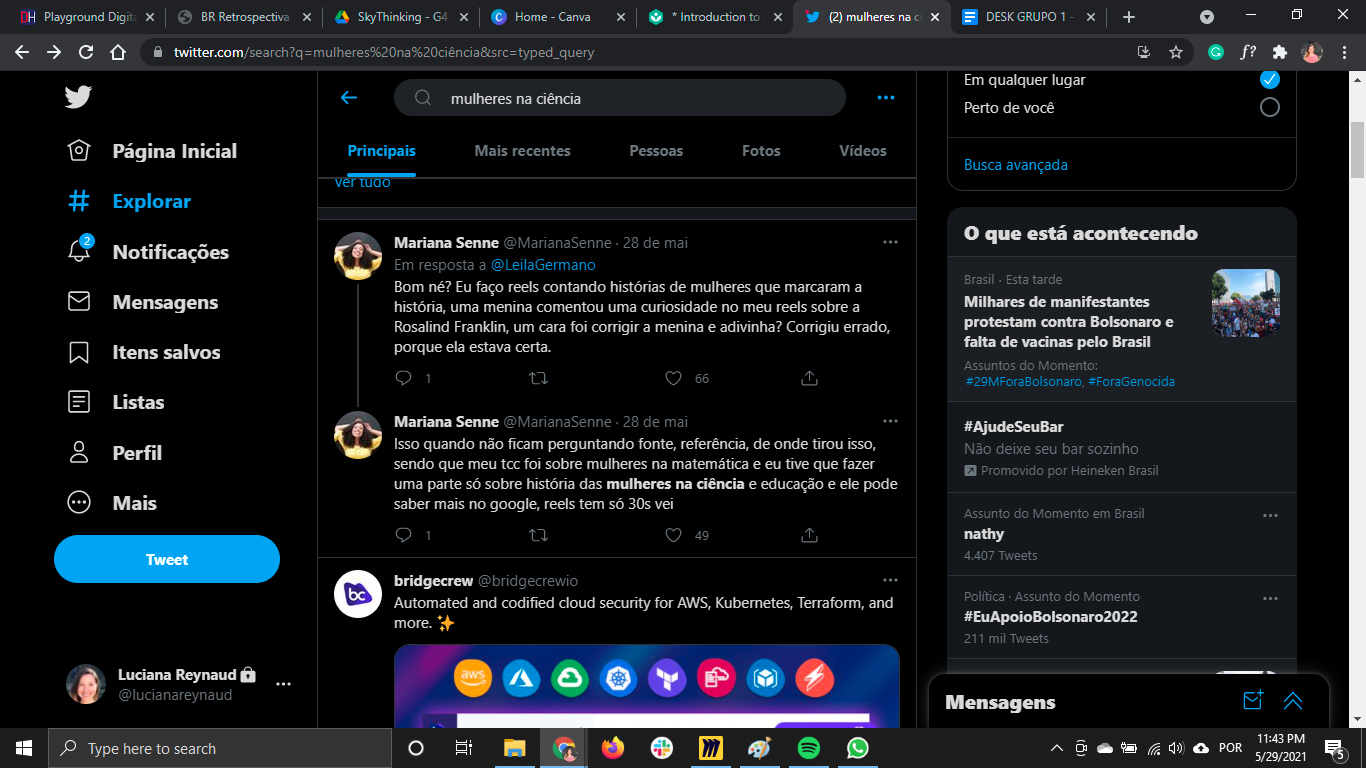 Playground Digita
BR Retrospectiva
SkyThinking - G4
Home - Canva
* Introduction to
(2) mulheres na ci
DESK GRUPO 1 -
twitter.com/search?q=mulheres%20na%20ciência&src=typed_query
Página Inicial
Explorar
2
Notificações
Mensagens
Itens salvos
Listas
Perfil
Mais
Tweet
Luciana Reynaud
@lucianareynaud
mulheres na ciência
Principais
Mais recentes
Pessoas
Fotos
Vídeos
Ver tudo
Mariana Senne @MarianaSenne · 28 de mai
Em resposta a @LeilaGermano
Bom né? Eu faço reels contando histórias de mulheres que marcaram a
história, uma menina comentou uma curiosidade no meu reels sobre a
Rosalind Franklin, um cara foi corrigir a menina e adivinha? Corrigiu errado,
porque ela estava certa.
1
66
Mariana Senne @MarianaSenne · 28 de mai
Isso quando não ficam perguntando fonte, referência, de onde tirou isso,
sendo que meu tcc foi sobre mulheres na matemática e eu tive que fazer
uma parte só sobre história das mulheres na ciência e educação e ele pode
saber mais no google, reels tem só 30s vei
1
49
bc
bridgecrew @bridgecrewio
Automated and codified cloud security for AWS, Kubernetes, Terraform, and
more. ✨
aws
Em qualquer lugar
Perto de você
Busca avançada
O que está acontecendo
Brasil · Esta tarde
Milhares de manifestantes
protestam contra Bolsonaro e
falta de vacinas pelo Brasil
Assuntos do Momento:
#29MForaBolsonaro, #ForaGenocida
#AjudeSeuBar
Não deixe seu bar sozinho
Promovido por Heineken Brasil
Assunto do Momento em Brasil
nathy
4.407 Tweets
Política · Assunto do Momento
#EuApoioBolsonaro2022
211 mil Tweets
Mensagens
Type here to search
POR
11:43 PM
5/29/2021
5